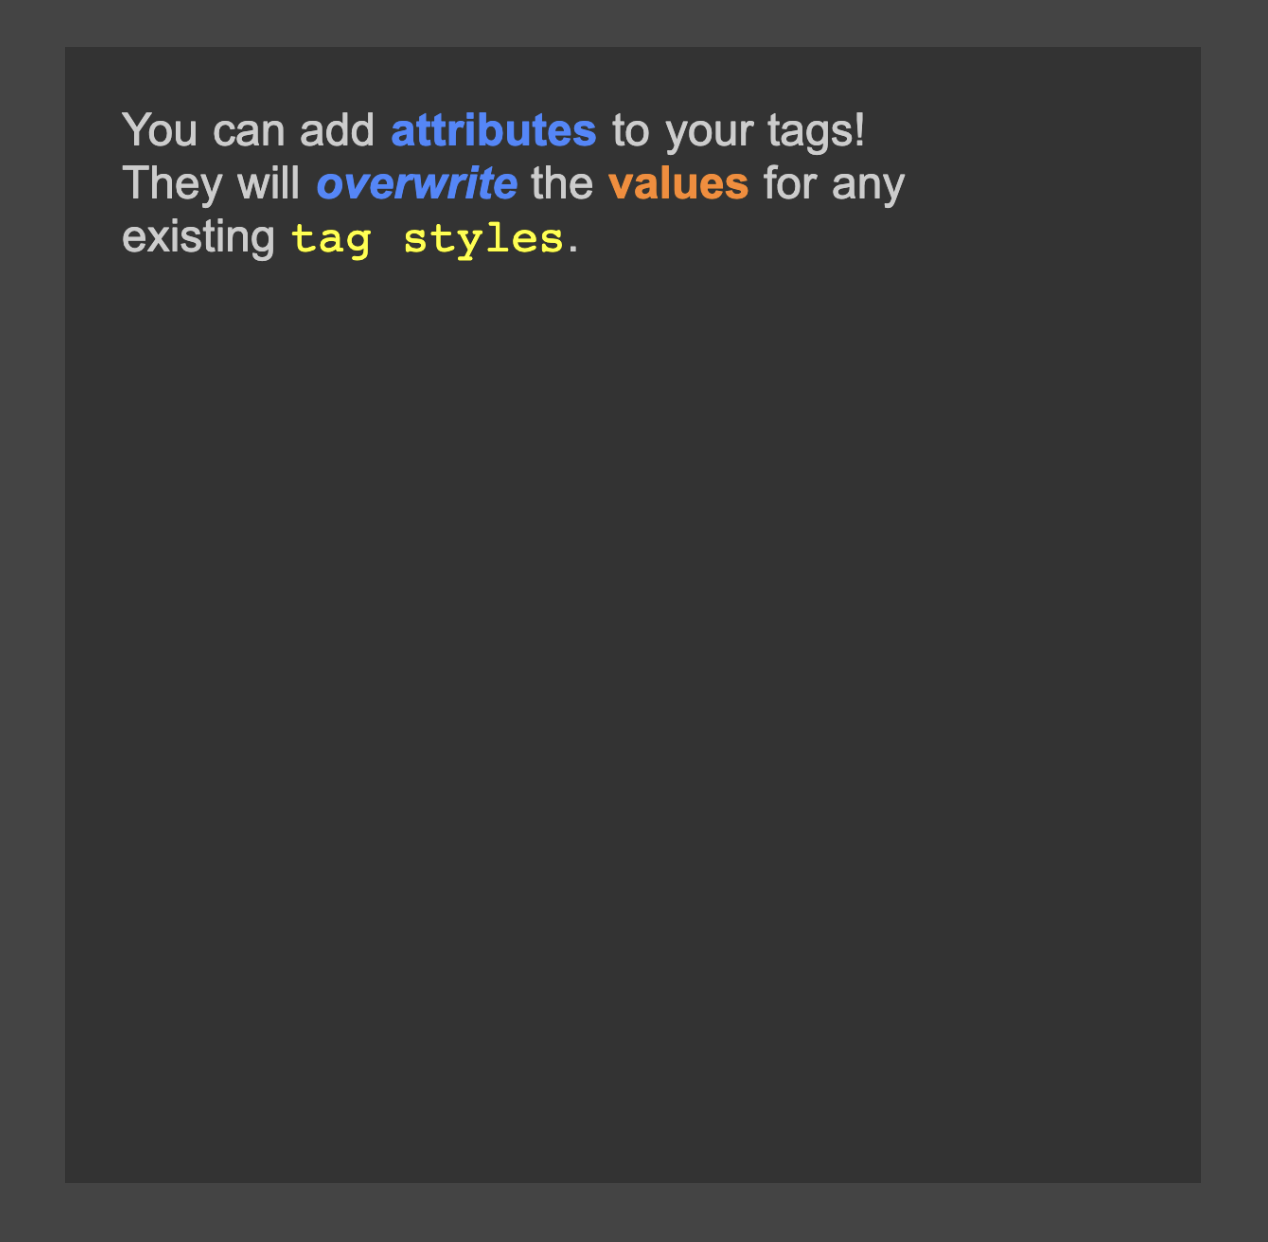 You can add attributes to your tags!
They will overwrite the values for any
existing tag styles.